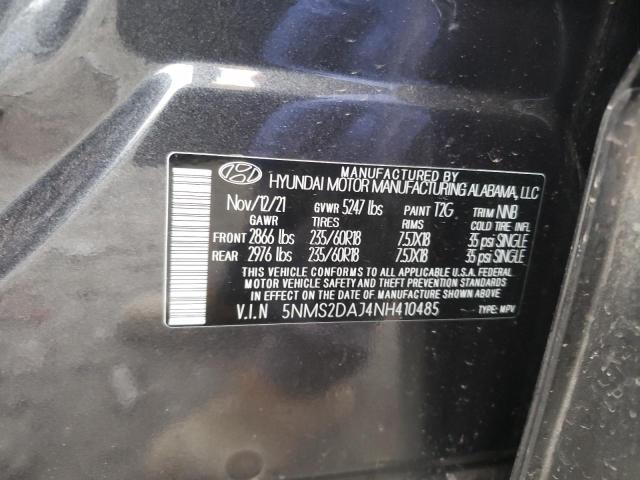 MANUFACTURED BY
HYUNDAI MOTOR MANUFACTURING ALABAMA, LLC
Nov/12/21 GVWR 5247 lbs PAINT T2G TRIM NNB
GAWR TIRES RIMS COLD TIRE INFL
FRONT 2866 lbs 235/60R18 7.5JX18 35 psi SINGLE
REAR 2976 lbs 235/60R18 7.5JX18 35 psi SINGLE
THIS VEHICLE CONFORMS TO ALL APPLICABLE U.S.A. FEDERAL
MOTOR VEHICLE SAFETY AND THEFT PREVENTION STANDARDS
IN EFFECT ON THE DATE OF MANUFACTURE SHOWN ABOVE.
V.I.N 5NMS2DAJ4NH410485 TYPE: MPV